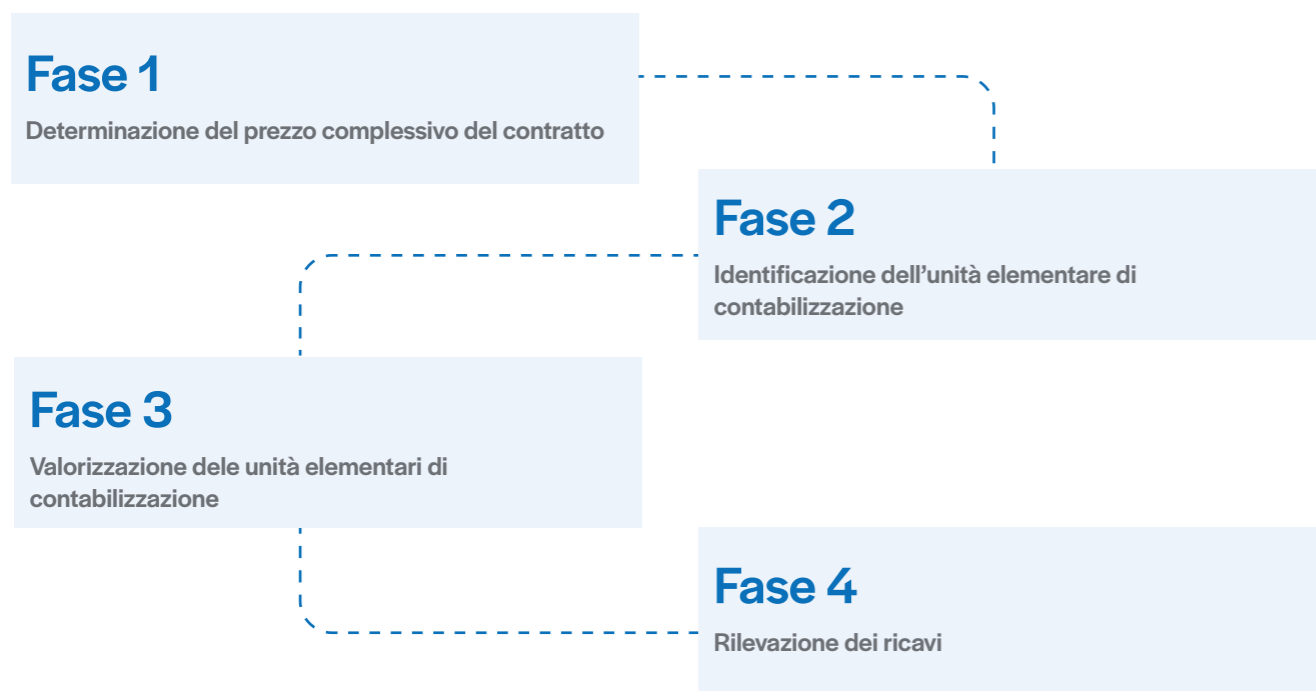 Fase 1
Determinazione del prezzo complessivo del contratto
Fase 2
Identificazione dell’unità elementare di
contabilizzazione
Fase 3
Valorizzazione dele unità elementari di
contabilizzazione
Fase 4
Rilevazione dei ricavi